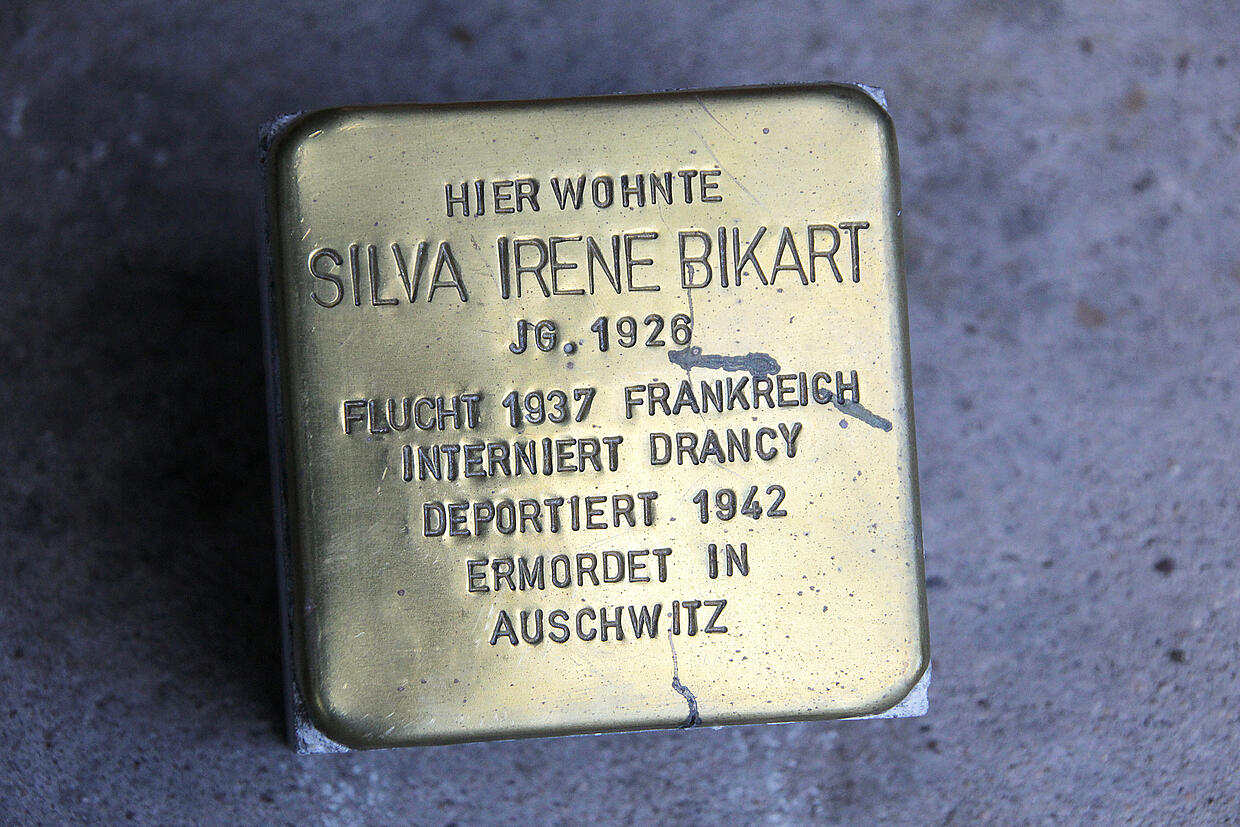 HIER WOHNTE
SILVA IRENE BIKART
JG. 1926
FLUCHT 1937 FRANKREICH
INTERNIERT DRANCY
DEPORTIERT 1942
ERMORDET IN
AUSCHWITZ